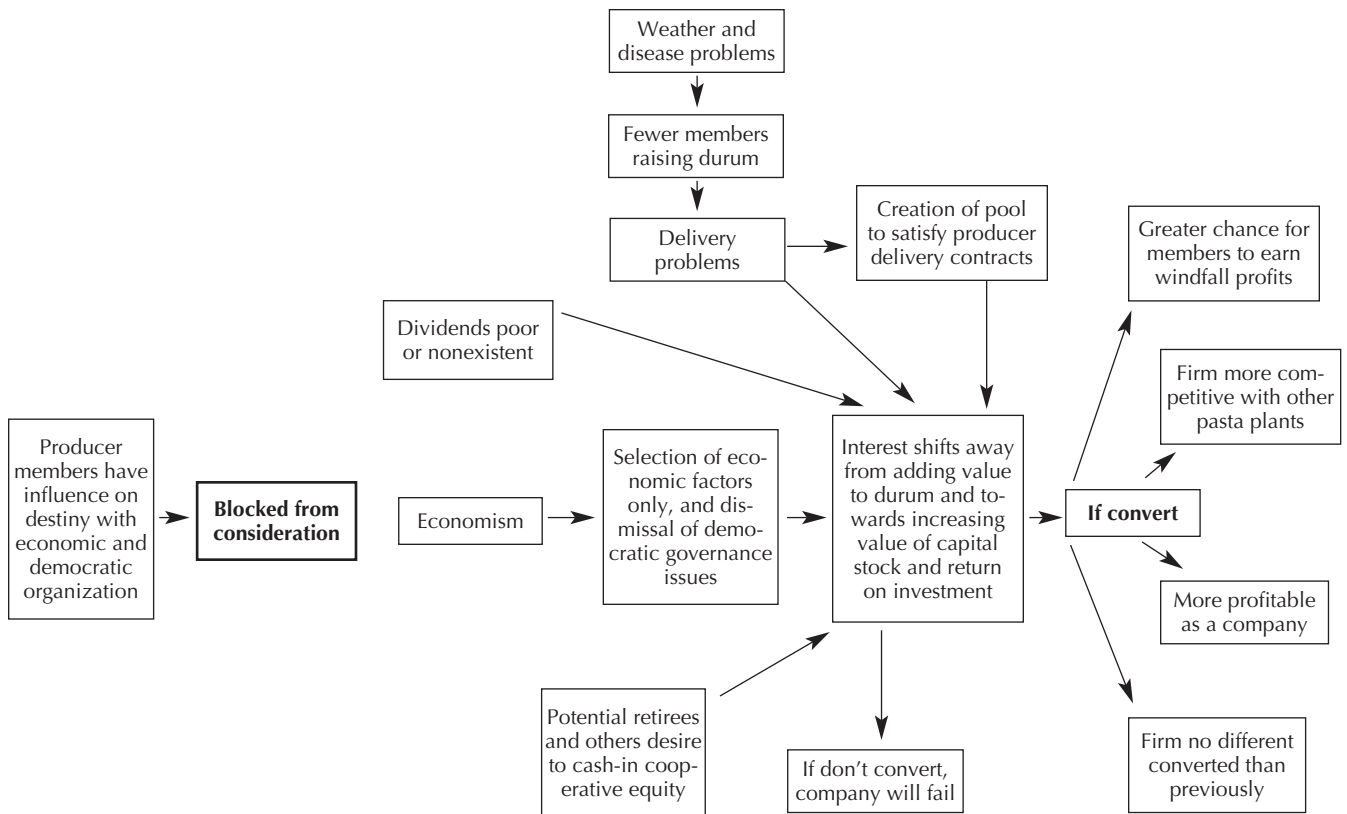 Weather and
disease problems
Fewer members
raising durum
Delivery
problems
Creation of pool
to satisfy producer
delivery contracts
Greater chance for
members to earn
windfall profits
Dividends poor
or nonexistent
Firm more com-
petitive with other
pasta plants
Producer
members have
influence on
destiny with
economic and
democratic
organization
Blocked from
consideration
Economism
Selection of eco-
nomic factors
only, and dis-
missal of demo-
cratic governance
issues
Interest shifts away
from adding value
to durum and to-
wards increasing
value of capital
stock and return
on investment
If convert
More profitable
as a company
Potential retirees
and others desire
to cash-in coop-
erative equity
If don't convert,
company will fail
Firm no different
converted than
previously